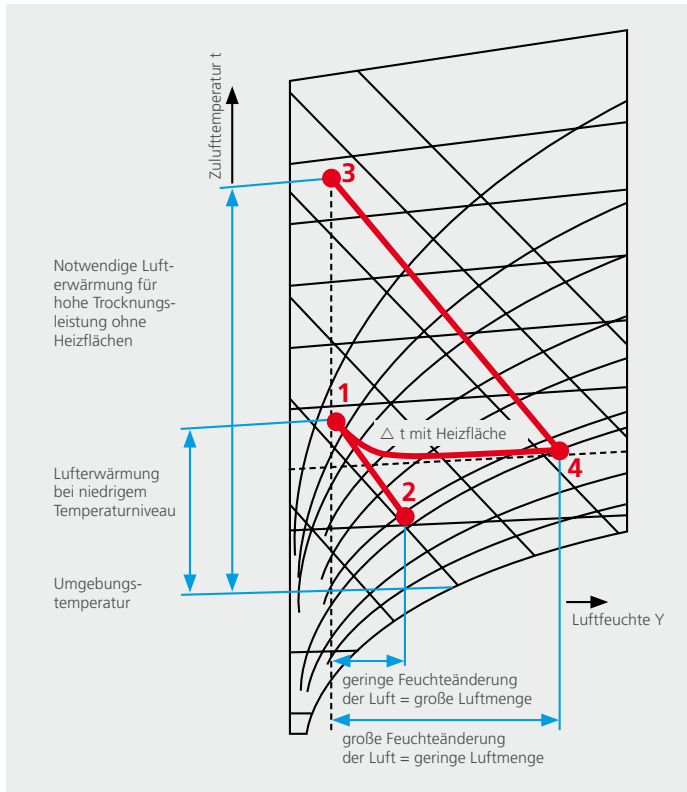 Zulufttemperatur t
3
Notwendige Luft-
erwärmung für
hohe Trocknungs-
leistung ohne
Heizflächen
1
△ t mit Heizfläche
4
Lufterwärmung
bei niedrigem
Temperaturniveau
2
Umgebungs-
temperatur
Luftfeuchte Y
geringe Feuchteänderung
der Luft = große Luftmenge
große Feuchteänderung
der Luft = geringe Luftmenge